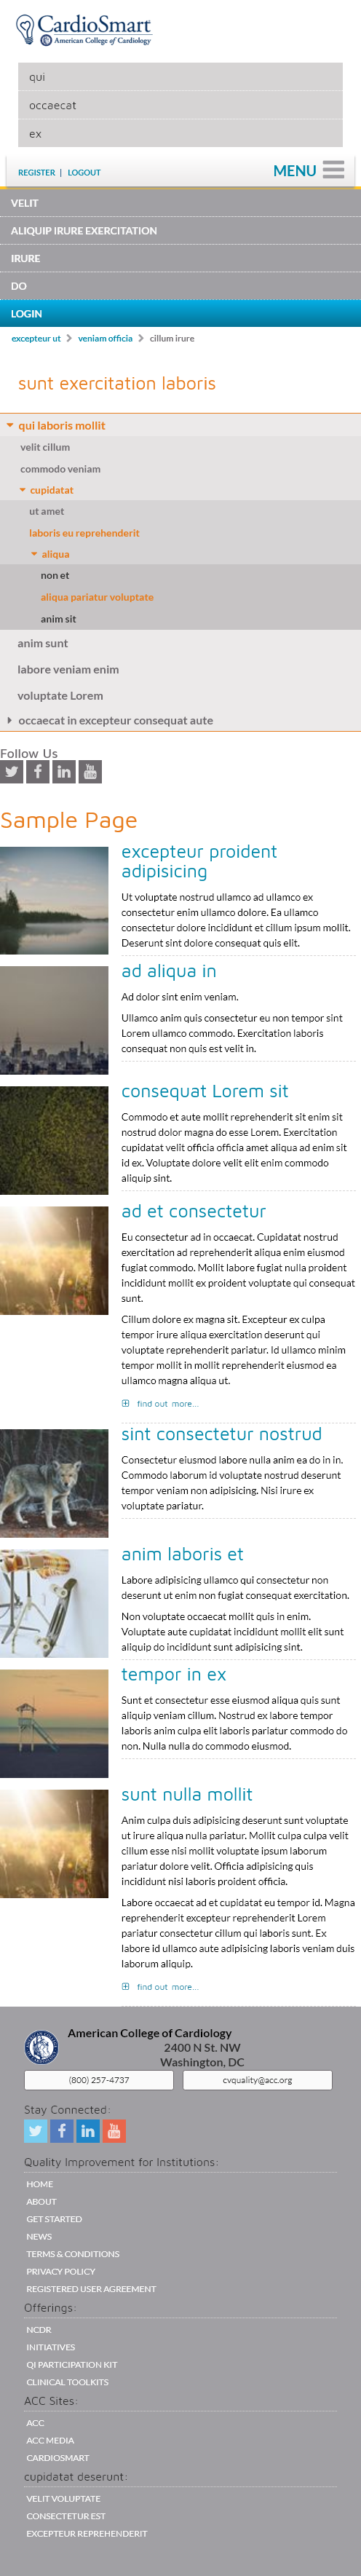 CardioSmart
American College of Cardiology
qui
occaecat
ex
REGISTER | LOGOUT
MENU
VELIT
ALIQUIP IRURE EXERCITATION
IRURE
DO
LOGIN
excepteur ut > veniam officia > cillum irure
sunt exercitation laboris
qui laboris mollit
velit cillum
commodo veniam
cupidatat
ut amet
laboris eu reprehenderit
aliqua
non et
aliqua pariatur voluptate
anim sit
anim sunt
labore veniam enim
voluptate Lorem
occaecat in excepteur consequat aute
Follow Us
Sample Page
excepteur proident
adipisicing
Ut voluptate nostrud ullamco ad ullamco ex
consectetur enim ullamco dolore. Ea ullamco
consectetur dolore incididunt et cillum ipsum mollit.
Deserunt sint dolore consequat quis elit.
ad aliqua in
Ad dolor sint enim veniam.
Ullamco anim quis consectetur eu non tempor sint
Lorem ullamco commodo. Exercitation laboris
consequat non quis est velit in.
consequat Lorem sit
Commodo et aute mollit reprehenderit sit enim sit
nostrud dolor magna do esse Lorem. Exercitation
cupidatat velit officia officia amet aliqua ad enim sit
id ex. Voluptate dolore velit elit enim commodo
aliquip sint.
ad et consectetur
Eu consectetur ad in occaecat. Cupidatat nostrud
exercitation ad reprehenderit aliqua enim eiusmod
fugiat commodo. Mollit labore fugiat nulla proident
incididunt mollit ex proident voluptate qui consequat
sunt.
Cillum dolore ex magna sit. Excepteur ex culpa
tempor irure aliqua exercitation deserunt qui
voluptate reprehenderit pariatur. Id ullamco minim
tempor mollit in mollit reprehenderit eiusmod ea
ullamco magna aliqua ut.
find out more...
sint consectetur nostrud
Consectetur eiusmod labore nulla anim ea do in in.
Commodo laborum id voluptate nostrud deserunt
tempor veniam non adipisicing. Nisi irure ex
voluptate pariatur.
anim laboris et
Labore adipisicing ullamco qui consectetur non
deserunt ut enim non fugiat consequat exercitation.
Non voluptate occaecat mollit quis in enim.
Voluptate aute cupidatat incididunt mollit elit sunt
aliquip do incididunt sunt adipisicing sint.
tempor in ex
Sunt et consectetur esse eiusmod aliqua quis sunt
aliquip veniam cillum. Nostrud ex labore tempor
laboris anim culpa elit laboris pariatur commodo do
non. Nulla nulla do commodo eiusmod.
sunt nulla mollit
Anim culpa duis adipisicing deserunt sunt voluptate
ut irure aliqua nulla pariatur. Mollit culpa culpa velit
cillum esse nisi mollit voluptate ipsum laborum
pariatur dolore velit. Officia adipisicing quis
incididunt nisi laboris proident officia.
Labore occaecat ad et cupidatat eu tempor id. Magna
reprehenderit excepteur reprehenderit Lorem
pariatur consectetur cillum qui laboris sunt. Ex
labore id ullamco aute adipisicing laboris veniam duis
laborum aliquip.
find out more...
American College of Cardiology
2400 N St. NW
Washington, DC
(800) 257-4737
cvquality@acc.org
Stay Connected:
Quality Improvement for Institutions:
HOME
ABOUT
GET STARTED
NEWS
TERMS & CONDITIONS
PRIVACY POLICY
REGISTERED USER AGREEMENT
Offerings:
NCDR
INITIATIVES
QI PARTICIPATION KIT
CLINICAL TOOLKITS
ACC Sites:
ACC
ACC MEDIA
CARDIOSMART
cupidatat deserunt:
VELIT VOLUPTATE
CONSECTETUR EST
EXCEPTEUR REPREHENDERIT